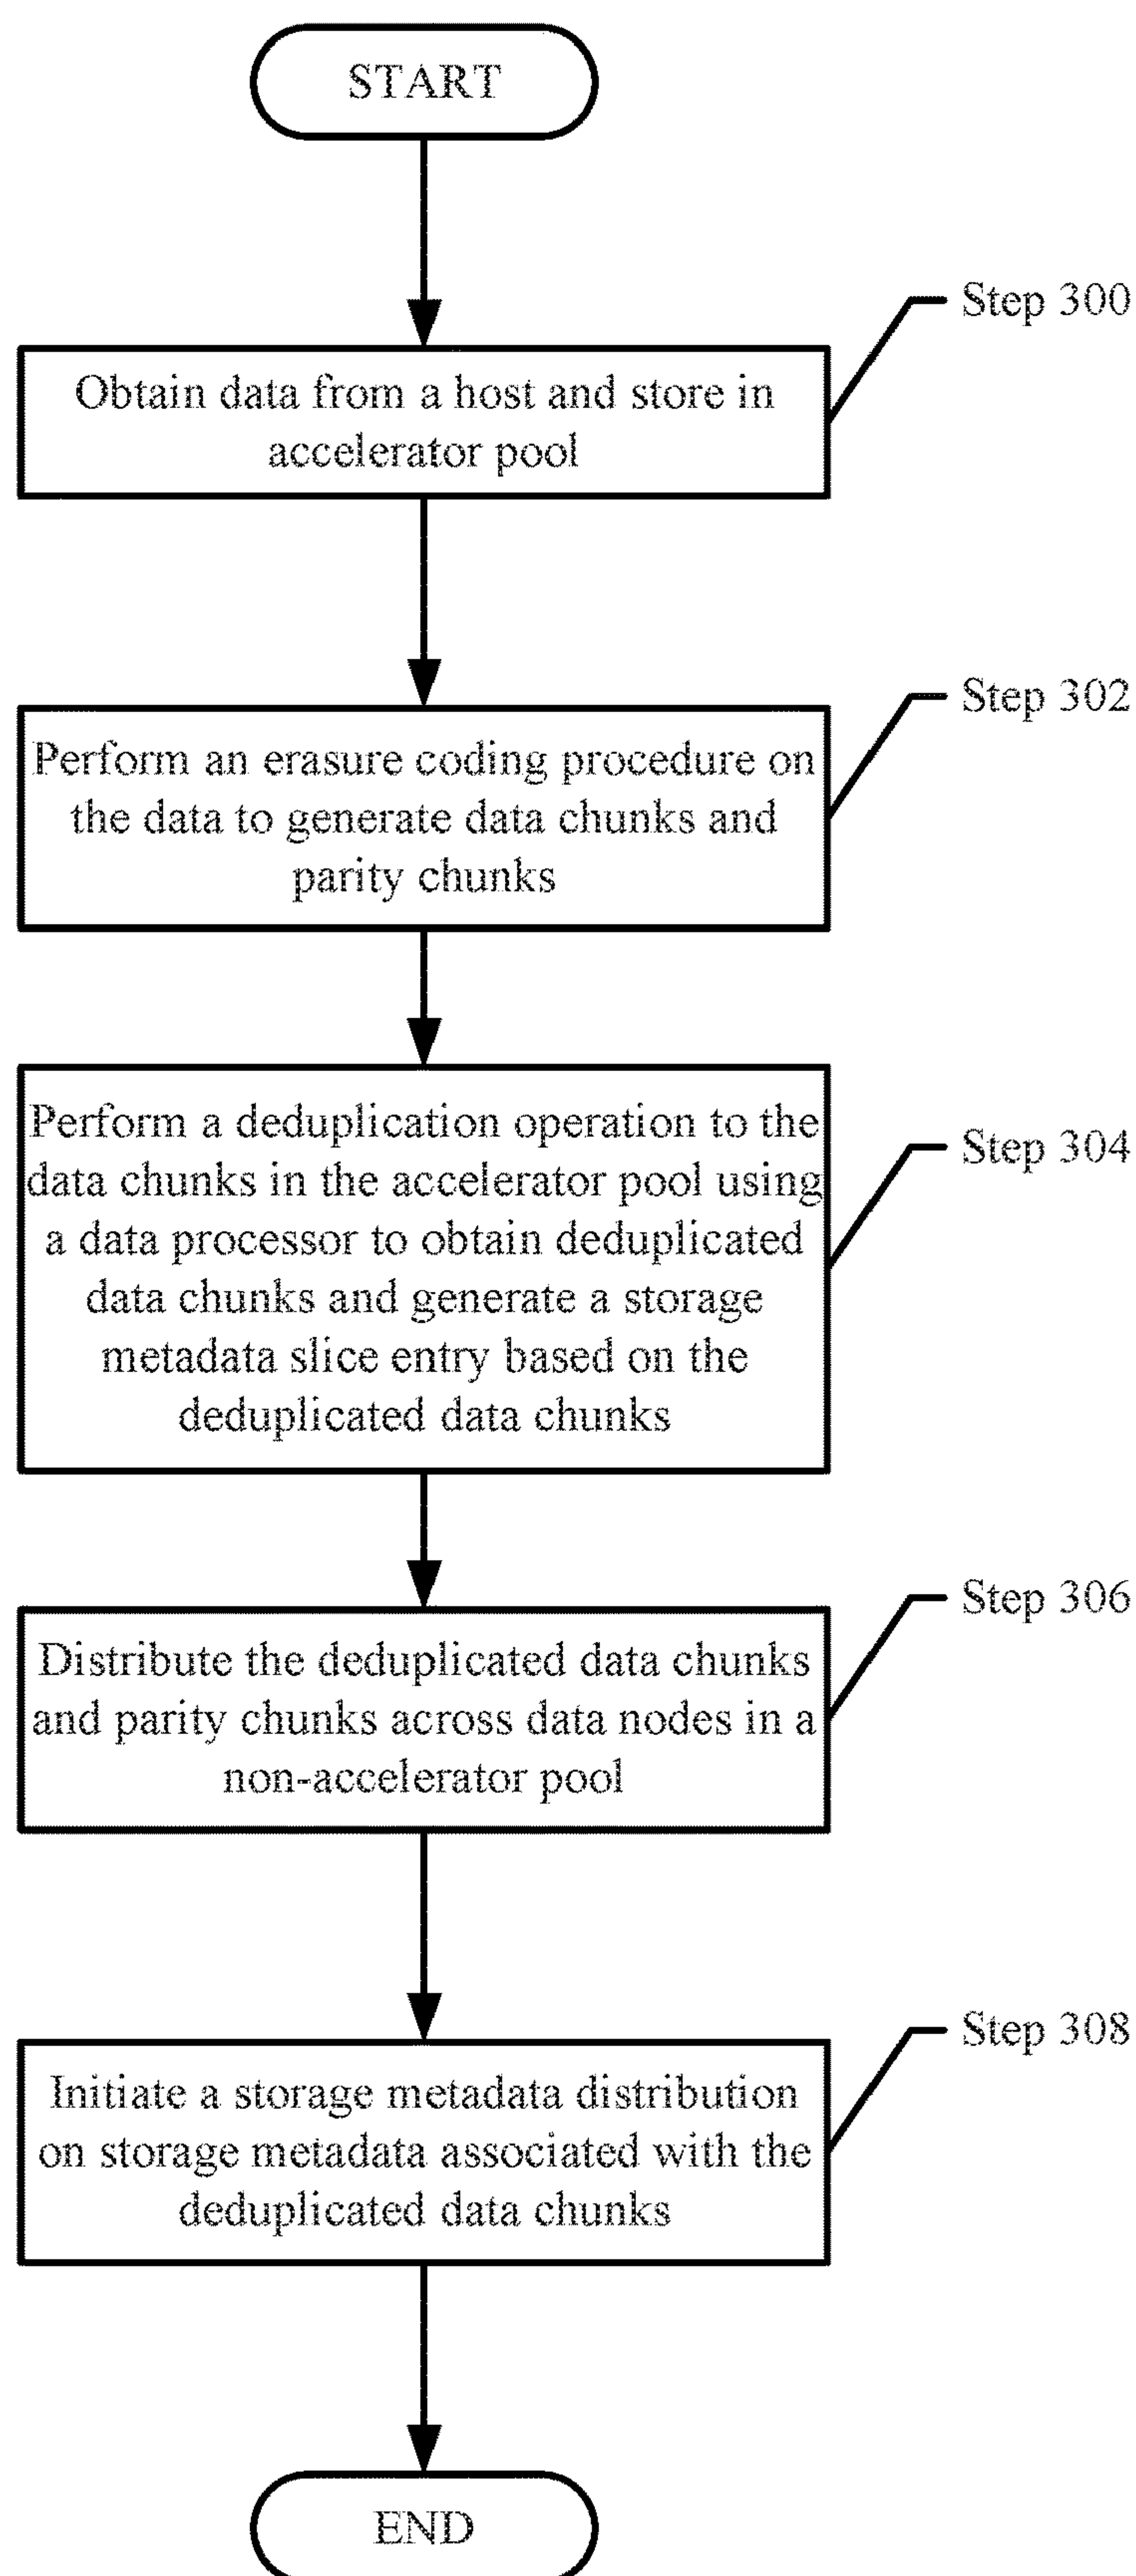 START
Step 300
Obtain data from a host and store in
accelerator pool
Step 302
Perform an erasure coding procedure on
the data to generate data chunks and
parity chunks
Step 304
Perform a deduplication operation to the
data chunks in the accelerator pool using
a data processor to obtain deduplicated
data chunks and generate a storage
metadata slice entry based on the
deduplicated data chunks
Step 306
Distribute the deduplicated data chunks
and parity chunks across data nodes in a
non-accelerator pool
Step 308
Initiate a storage metadata distribution
on storage metadata associated with the
deduplicated data chunks
END